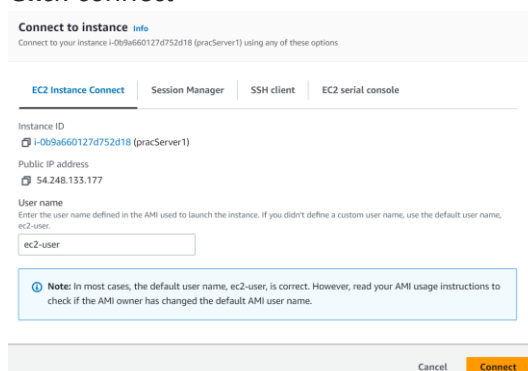 Connect to instance Info
Connect to your instance i-0b9a660127d752d18 (pracServer1) using any of these options
EC2 Instance Connect Session Manager SSH client EC2 serial console
Instance ID
i-0b9a660127d752d18 (pracServer1)
Public IP address
54.248.133.177
User name
Enter the user name defined in the AMI used to launch the instance. If you didn't define a custom user name, use the default user name,
ec2-user.
ec2-user
Note: In most cases, the default user name, ec2-user, is correct. However, read your AMI usage instructions to
check if the AMI owner has changed the default AMI user name.
Cancel Connect